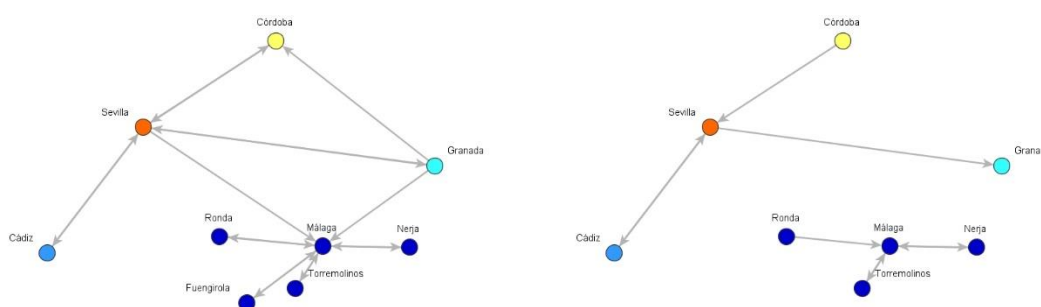 Córdoba
Sevilla
Granada
Ronda
Málaga
Nerja
Cádiz
Torremolinos
Fuengirola
Córdoba
Sevilla
Grana
Ronda
Málaga
Nerja
Cádiz
Torremolinos